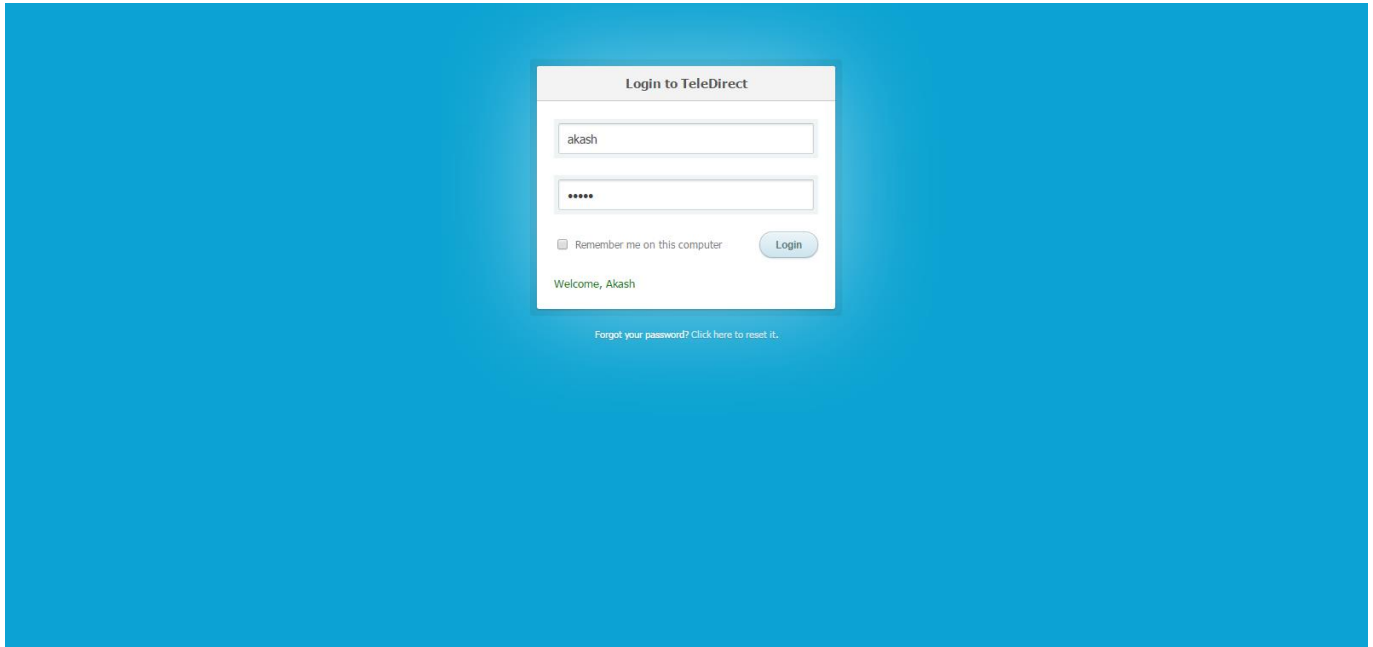 Login to TeleDirect
akash
•••••
Remember me on this computer Login
Welcome, Akash
Forgot your password? Click here to reset it.